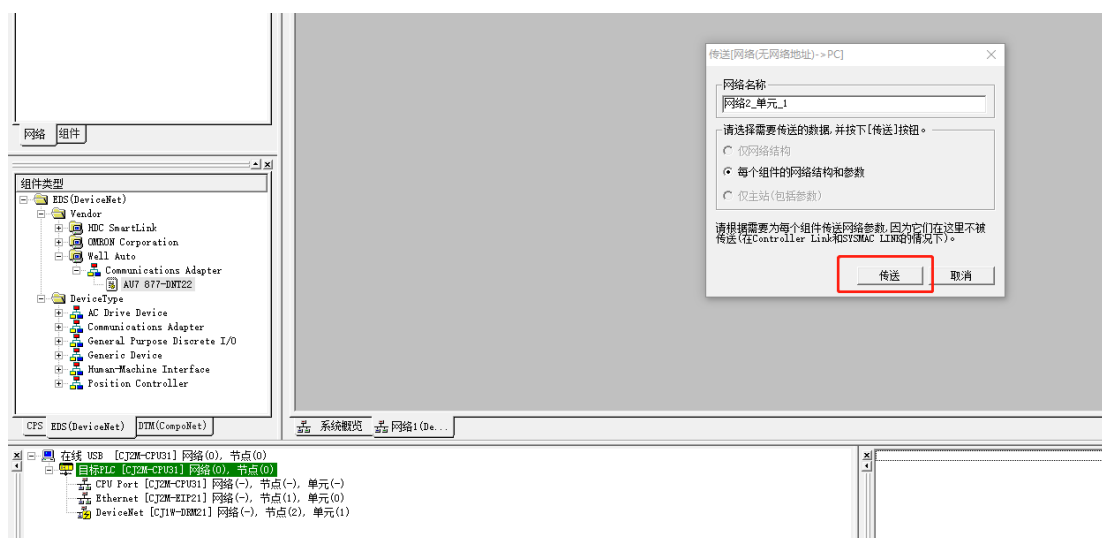 传送[网络(无网络地址)->PC]
网络名称
网络2_单元_1
请选择需要传送的数据,并按下[传送]按钮。
仅网络结构
每个组件的网络结构和参数
仅主站(包括参数)
请根据需要为每个组件传送网络参数,因为它们在这里不被
传送(在Controller Link和SYSMAC LINK的情况下)。
传送
取消
网络 组件
组件类型
EDS(DeviceNet)
Vendor
HDC SmartLink
OMRON Corporation
Well Auto
Communications Adapter
AU7 877-DNT22
DeviceType
AC Drive Device
Communications Adapter
General Purpose Discrete I/O
Generic Device
Human-Machine Interface
Position Controller
CPS EDS(DeviceNet) DTM(CompoNet)
系统概览 网络1(De...
在线 USB [CJ2M-CPU31] 网络(0), 节点(0)
目标PLC [CJ2M-CPU31] 网络(0), 节点(0)
CPU Port [CJ2M-CPU31] 网络(-), 节点(-), 单元(-)
Ethernet [CJ2M-EIP21] 网络(-), 节点(1), 单元(0)
DeviceNet [CJ1W-DRM21] 网络(-), 节点(2), 单元(1)